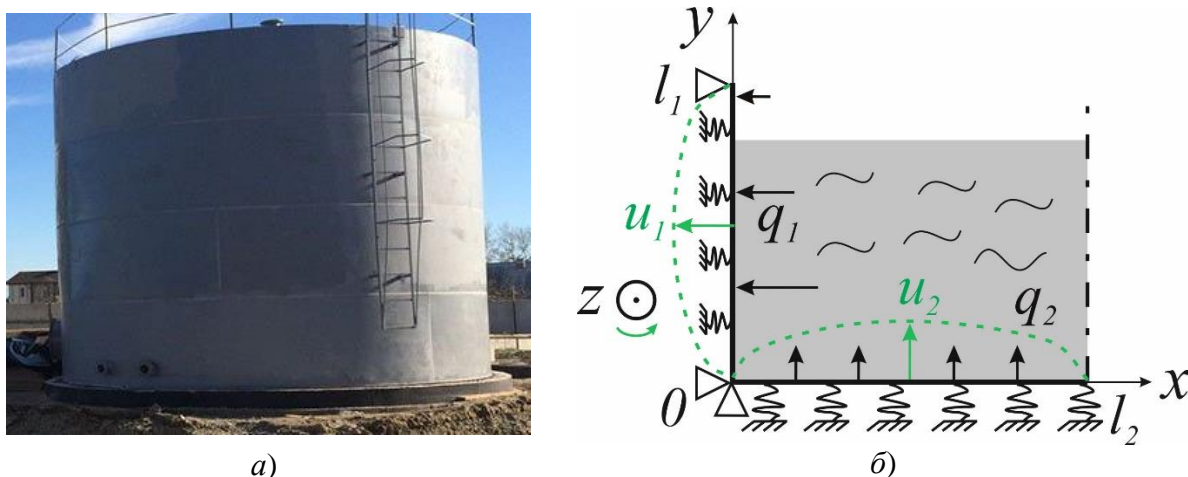 y
l₁
q₁
u₁
u₂
q₂
z
0
l₂
x
а)
б)